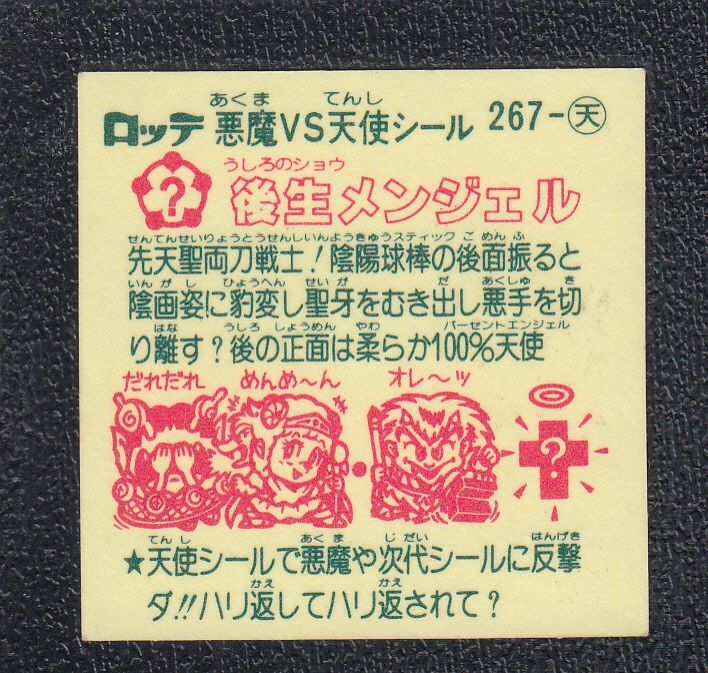 あくま てんし
ロッテ 悪魔VS天使シール 267-天
うしろのショウ
? 後生メンジェル
せんてんせいりょうとうせんしいんようきゅうスティック ごめんふ
先天聖両刀戦士!陰陽球棒の後面振ると
いんがし ひょうへん せいが だ あくしゅ き
陰画姿に豹変し聖牙をむき出し悪手を切
はな うしろ しょうめん やわ パーセントエンジェル
り離す?後の正面は柔らか100%天使
だれだれ めんめ〜ん オレ〜ッ
?
てんし あくま じだい はんげき
★天使シールで悪魔や次代シールに反撃
かえ かえ
ダ!!ハリ返してハリ返されて?